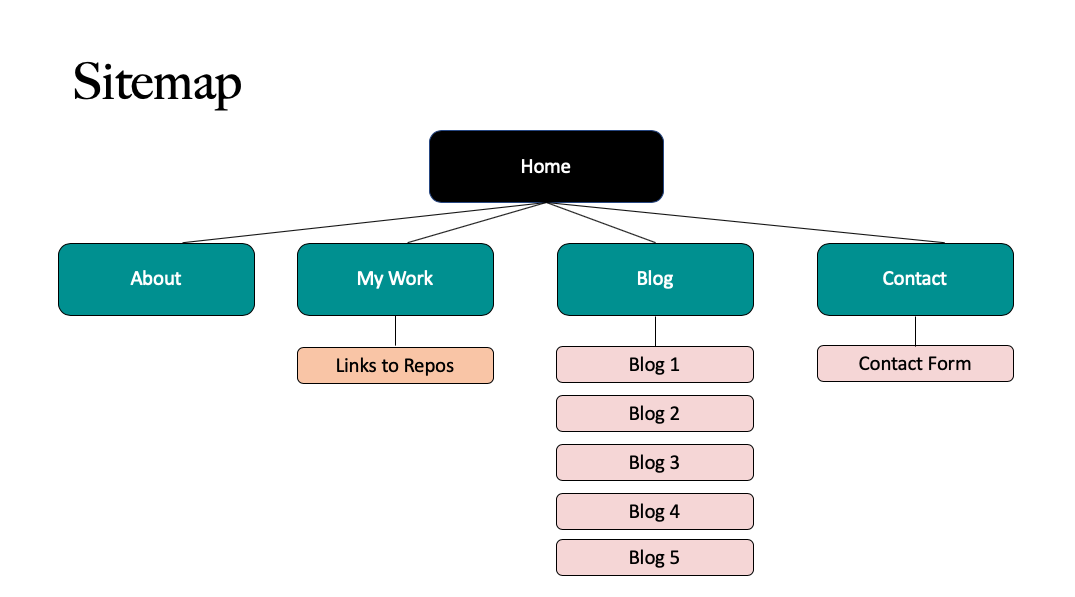 Sitemap
Home
About
My Work
Blog
Contact
Links to Repos
Blog 1
Contact Form
Blog 2
Blog 3
Blog 4
Blog 5